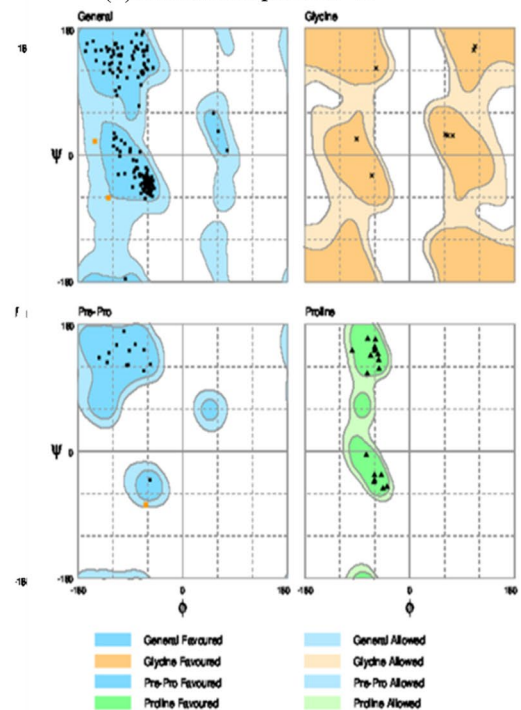 General Glycine
180
Ψ 0
-180
Pre-Pro Proline
180
Ψ 0
-180
-180 0 180 -180 0 180
ϕ ϕ
General Favoured General Allowed
Glycine Favoured Glycine Allowed
Pre-Pro Favoured Pre-Pro Allowed
Proline Favoured Proline Allowed